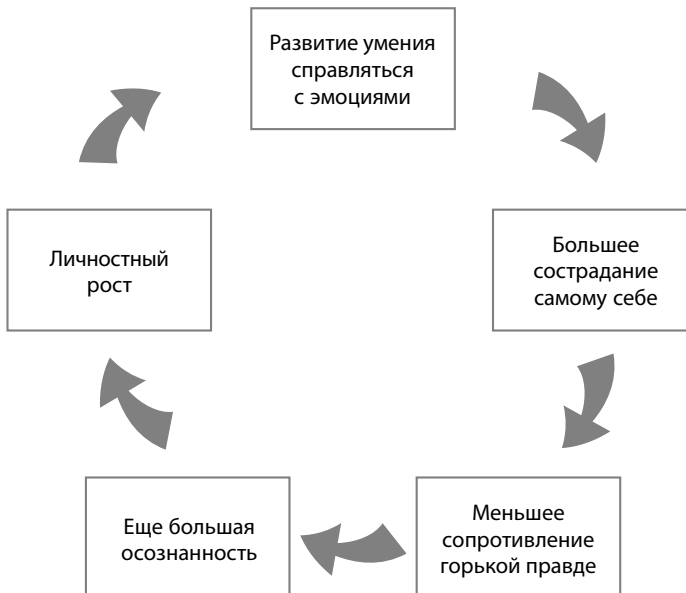 Развитие умения
справляться
с эмоциями
Большее
сострадание
самому себе
Меньшее
сопротивление
горькой правде
Еще большая
осознанность
Личностный
рост